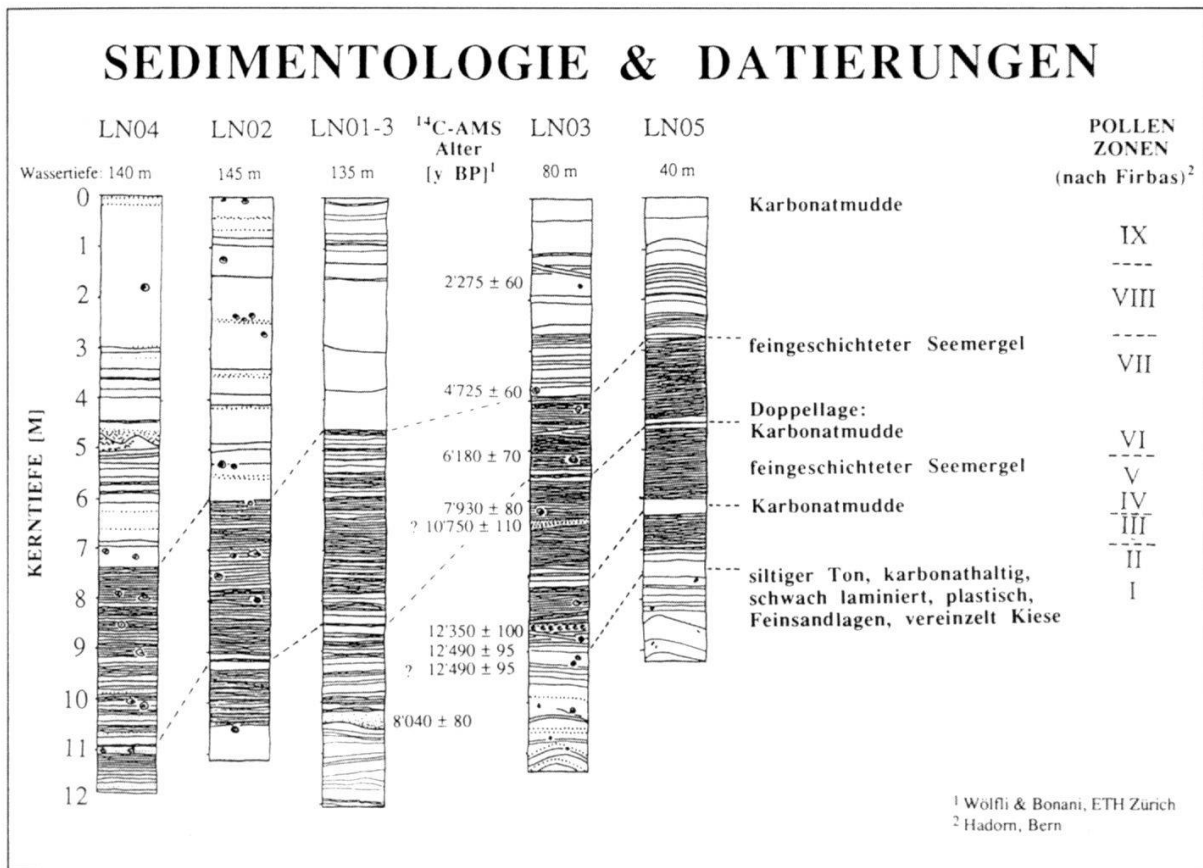 SEDIMENTOLOGIE & DATIERUNGEN
LN04 LN02 LN01-3 ¹⁴C-AMS Alter [y BP]¹ LN03 LN05
Wassertiefe: 140 m 145 m 135 m 80 m 40 m
POLLEN
ZONEN
(nach Firbas)²
KERNTIEFE [M]
0
1
2
3
4
5
6
7
8
9
10
11
12
2'275 ± 60
4'725 ± 60
6'180 ± 70
7'930 ± 80
? 10'750 ± 110
12'350 ± 100
12'490 ± 95
? 12'490 ± 95
8'040 ± 80
Karbonatmudde
feingeschichteter Seemergel
Doppellage:
Karbonatmudde
feingeschichteter Seemergel
Karbonatmudde
siltiger Ton, karbonathaltig,
schwach laminiert, plastisch,
Feinsandlagen, vereinzelt Kiese
IX
VIII
VII
VI
V
IV
III
II
I
¹ Wölfli & Bonani, ETH Zürich
² Hadorn, Bern